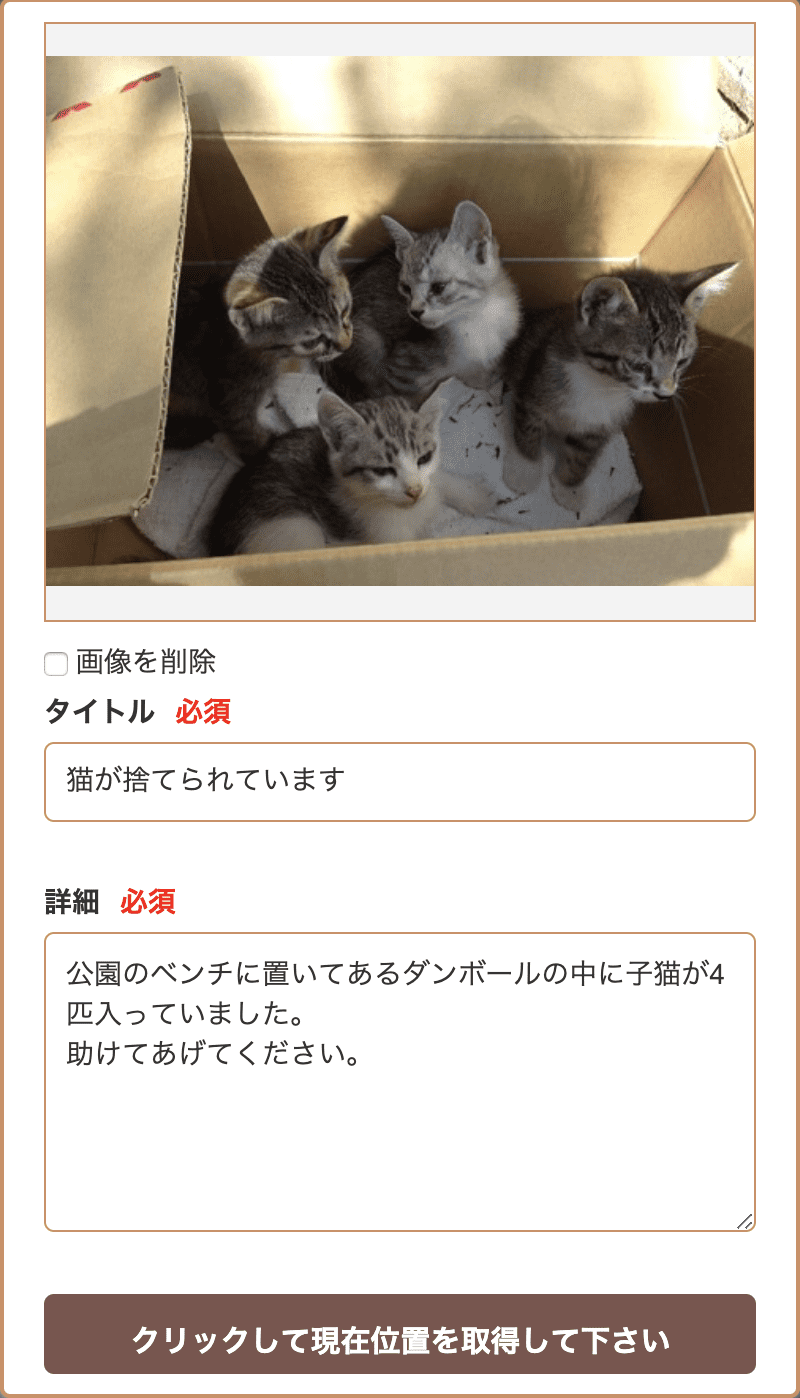 画像を削除
タイトル 必須
猫が捨てられています
詳細 必須
公園のベンチに置いてあるダンボールの中に子猫が4
匹入っていました。
助けてあげてください。
クリックして現在位置を取得して下さい